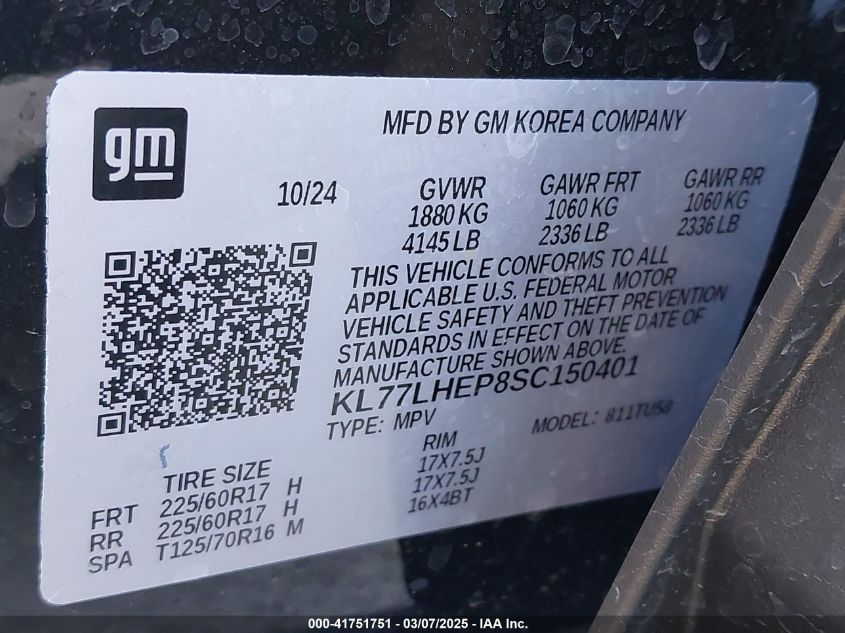 gm
MFD BY GM KOREA COMPANY
10/24
GVWR
1880 KG
4145 LB
GAWR FRT
1060 KG
2336 LB
GAWR RR
1060 KG
2336 LB
THIS VEHICLE CONFORMS TO ALL
APPLICABLE U.S. FEDERAL MOTOR
VEHICLE SAFETY AND THEFT PREVENTION
STANDARDS IN EFFECT ON THE DATE OF
MANUFACTURE SHOWN ABOVE.
KL77LHEP8SC150401
TYPE: MPV MODEL: 811TU58
TIRE SIZE RIM
FRT 225/60R17 H 17X7.5J
RR 225/60R17 H 17X7.5J
SPA T125/70R16 M 16X4BT
000-41751751 — 03/07/2025 — IAA Inc.